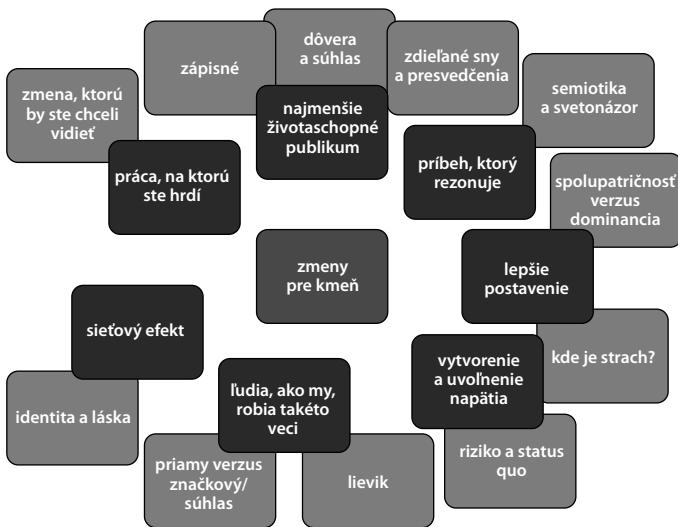 dôvera
a súhlas
zápisné
zdieľané sny
a presvedčenia
zmena, ktorú
by ste chceli
vidieť
semiotika
a svetonázor
najmenšie
životaschopné
publikum
práca, na ktorú
ste hrdí
príbeh, ktorý
rezonuje
spolupatričnosť
verzus
dominancia
zmeny
pre kmeň
lepšie
postavenie
sieťový efekt
kde je strach?
vytvorenie
a uvoľnenie
napätia
ľudia, ako my,
robia takéto
veci
identita a láska
priamy verzus
značkový/
súhlas
lievik
riziko a status
quo